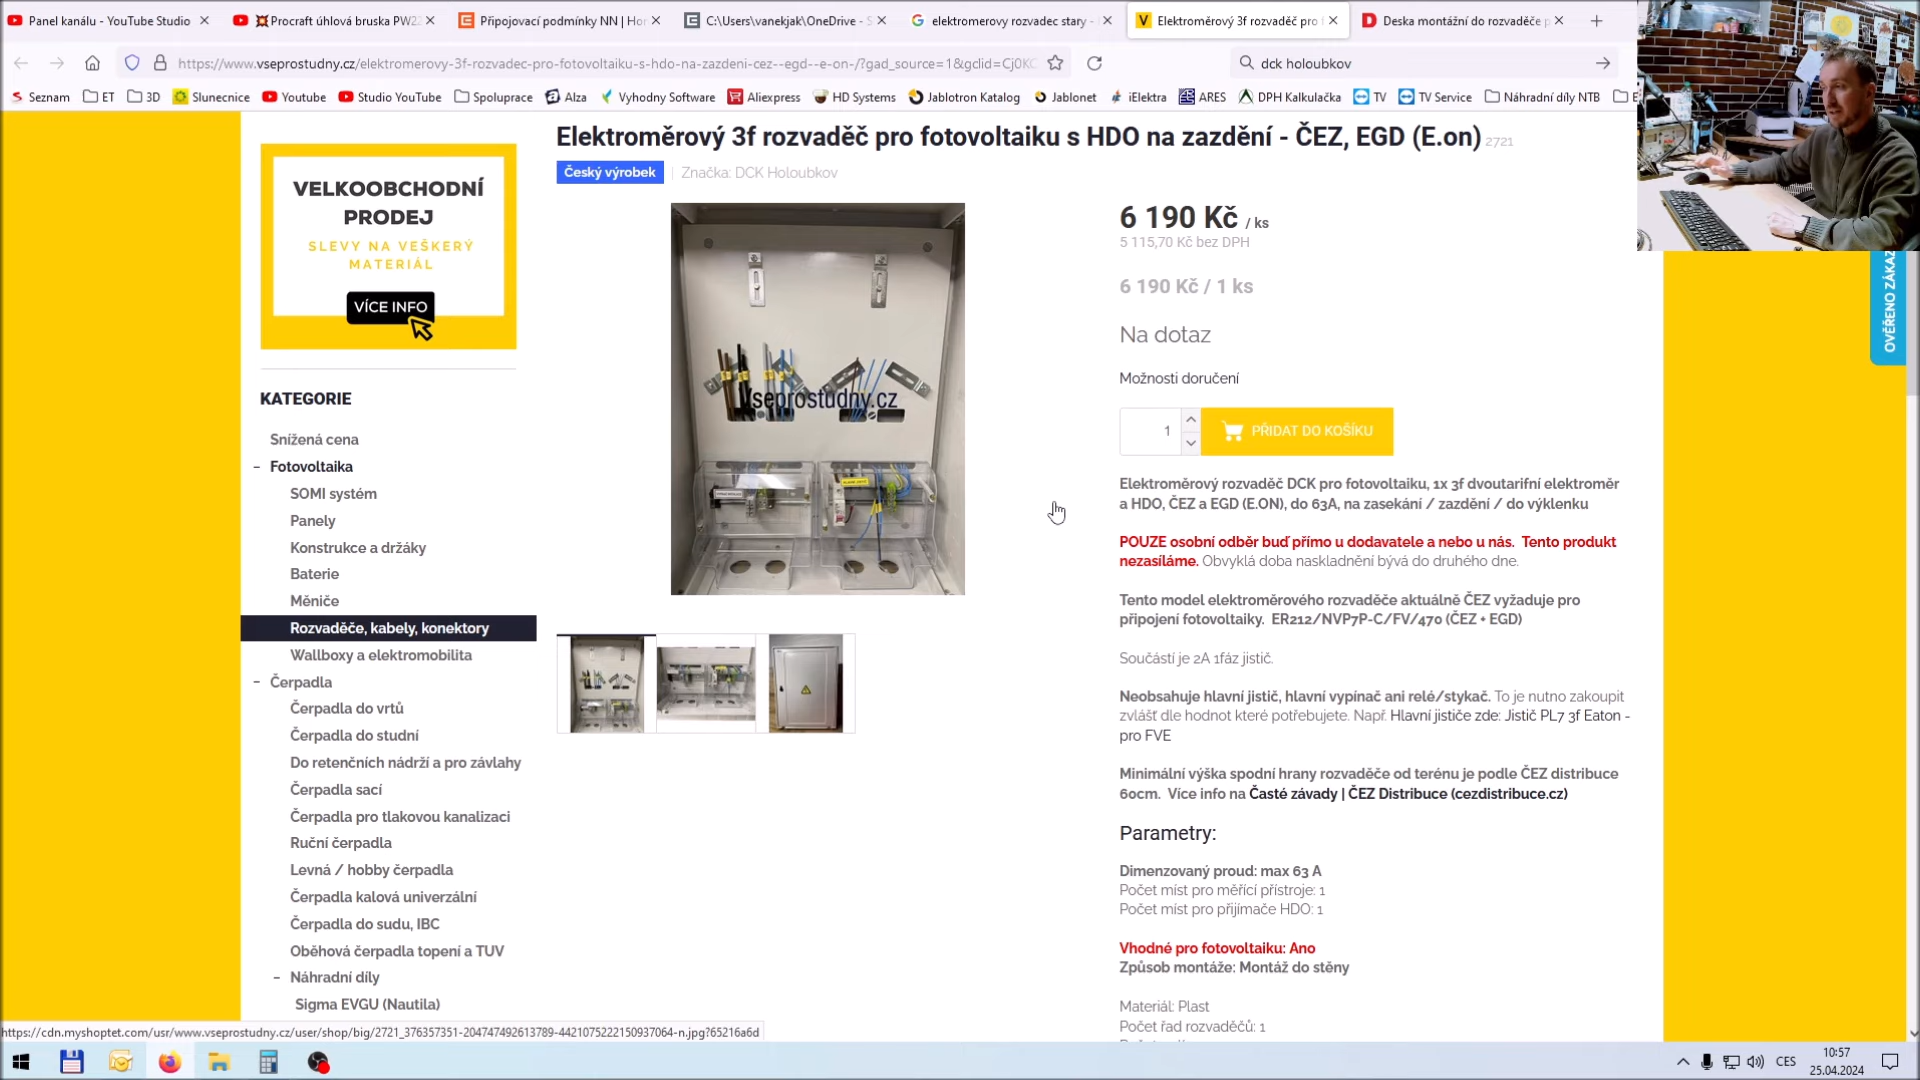 Panel kanálu - YouTube Studio
Procraft úhlová bruska PW22
Připojovací podmínky NN | Ho
C:\Users\vanekjak\OneDrive - S
elektromerovy rozvadec stary -
Elektroměrový 3f rozvaděč pro
Deska montážní do rozvaděče p
https://www.vseprostudny.cz/elektromerovy-3f-rozvadec-pro-fotovoltaiku-s-hdo-na-zazdeni-cez--egd--e-on-/?gad_source=1&gclid=Cj0KC
dck holoubkov
Seznam
ET
3D
Slunecnice
Youtube
Studio YouTube
Spoluprace
Alza
Vyhodny Software
Aliexpress
HD Systems
Jablotron Katalog
Jablonet
iElektra
ARES
DPH Kalkulačka
TV
TV Service
Náhradní díly NTB
VELKOOBCHODNÍ
PRODEJ
SLEVY NA VEŠKERÝ
MATERIÁL
VÍCE INFO
KATEGORIE
Snížená cena
Fotovoltaika
SOMI systém
Panely
Konstrukce a držáky
Baterie
Měniče
Rozvaděče, kabely, konektory
Wallboxy a elektromobilita
Čerpadla
Čerpadla do vrtů
Čerpadla do studní
Do retenčních nádrží a pro závlahy
Čerpadla sací
Čerpadla pro tlakovou kanalizaci
Ruční čerpadla
Levná / hobby čerpadla
Čerpadla kalová univerzální
Čerpadla do sudu, IBC
Oběhová čerpadla topení a TUV
Náhradní díly
Sigma EVGU (Nautila)
Elektroměrový 3f rozvaděč pro fotovoltaiku s HDO na zazdění - ČEZ, EGD (E.on) 2721
Český výrobek
Značka: DCK Holoubkov
vseprostudny.cz
6 190 Kč / ks
5 115,70 Kč bez DPH
6 190 Kč / 1 ks
Na dotaz
Možnosti doručení
1
PŘIDAT DO KOŠÍKU
Elektroměrový rozvaděč DCK pro fotovoltaiku, 1x 3f dvoutarifní elektroměr
a HDO, ČEZ a EGD (E.ON), do 63A, na zasekání / zazdění / do výklenku
POUZE osobní odběr buď přímo u dodavatele a nebo u nás. Tento produkt
nezasíláme. Obvyklá doba naskladnění bývá do druhého dne.
Tento model elektroměrového rozvaděče aktuálně ČEZ vyžaduje pro
připojení fotovoltaiky. ER212/NVP7P-C/FV/470 (ČEZ + EGD)
Součástí je 2A 1fáz jistič.
Neobsahuje hlavní jistič, hlavní vypínač ani relé/stykač. To je nutno zakoupit
zvlášť dle hodnot které potřebujete. Např. Hlavní jističe zde: Jistič PL7 3f Eaton -
pro FVE
Minimální výška spodní hrany rozvaděče od terénu je podle ČEZ distribuce
60cm. Více info na Časté závady | ČEZ Distribuce (cezdistribuce.cz)
Parametry:
Dimenzovaný proud: max 63 A
Počet míst pro měřící přístroje: 1
Počet míst pro přijímače HDO: 1
Vhodné pro fotovoltaiku: Ano
Způsob montáže: Montáž do stěny
Materiál: Plast
Počet řad rozvaděčů: 1
OVĚŘENO ZÁKAZ
https://cdn.myshoptet.com/usr/www.vseprostudny.cz/user/shop/big/2721_376357351-204747492613789-4421075222150937064-n.jpg?65216a6d
CES
10:57
25.04.2024